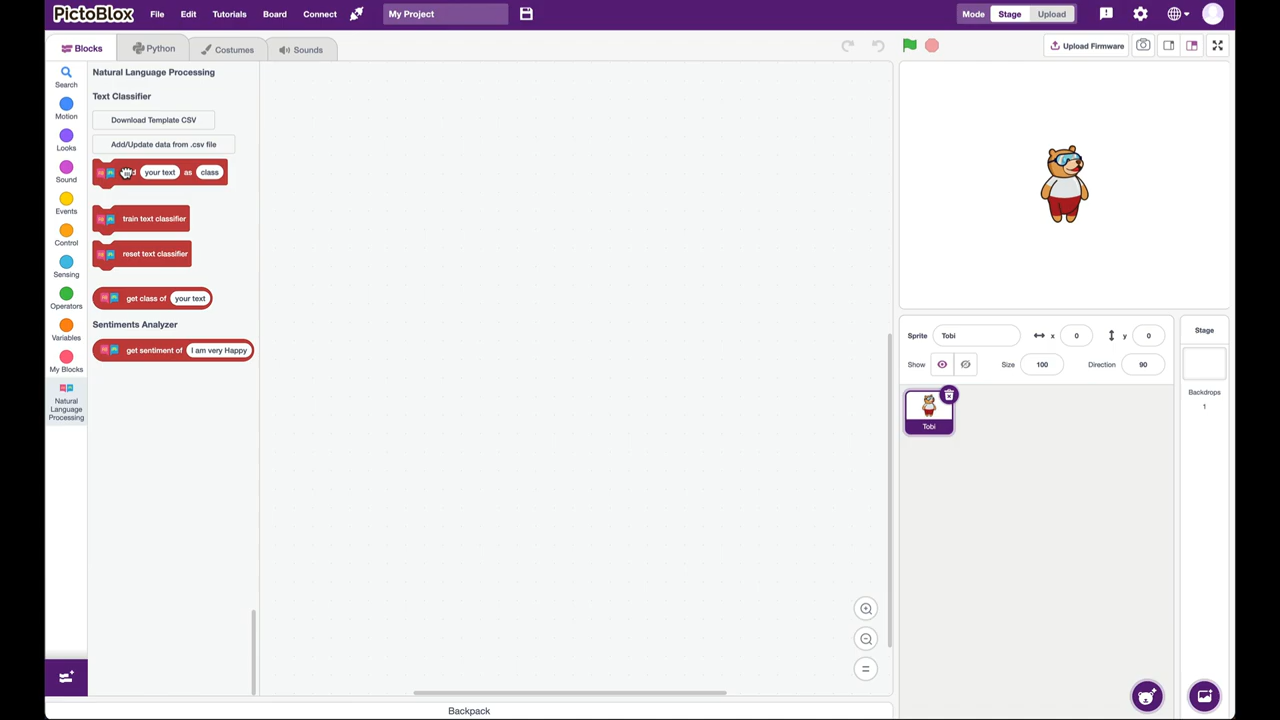 PictoBlox File Edit Tutorials Board Connect My Project Mode Stage Upload
Blocks Python Costumes Sounds Upload Firmware
Search
Motion
Looks
Sound
Events
Control
Sensing
Operators
Variables
My Blocks
Natural
Language
Processing
Natural Language Processing
Text Classifier
Download Template CSV
Add/Update data from .csv file
your text as class
train text classifier
reset text classifier
get class of your text
Sentiments Analyzer
get sentiment of I am very Happy
Sprite Tobi x 0 y 0
Show Size 100 Direction 90
Tobi
Stage
Backdrops
1
Backpack